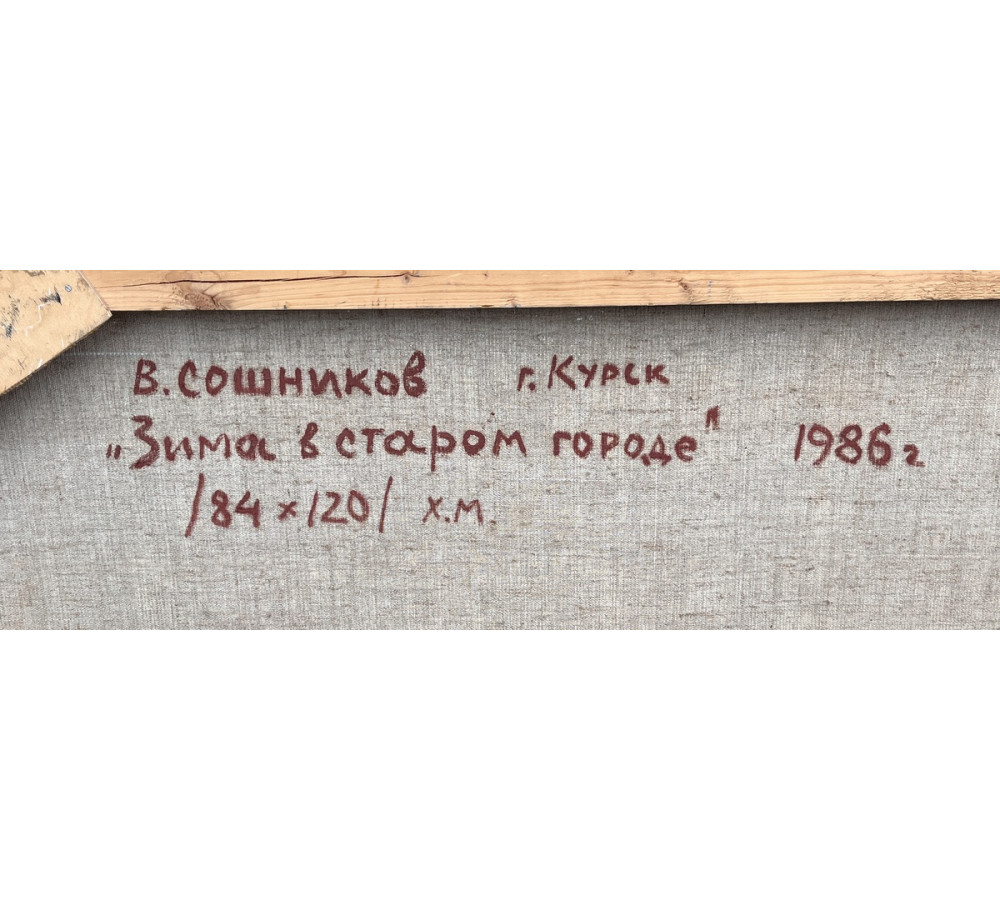 В. Сошников г. Курск
„Зима в старом городе" 1986 г
/84 × 120/ х.м.